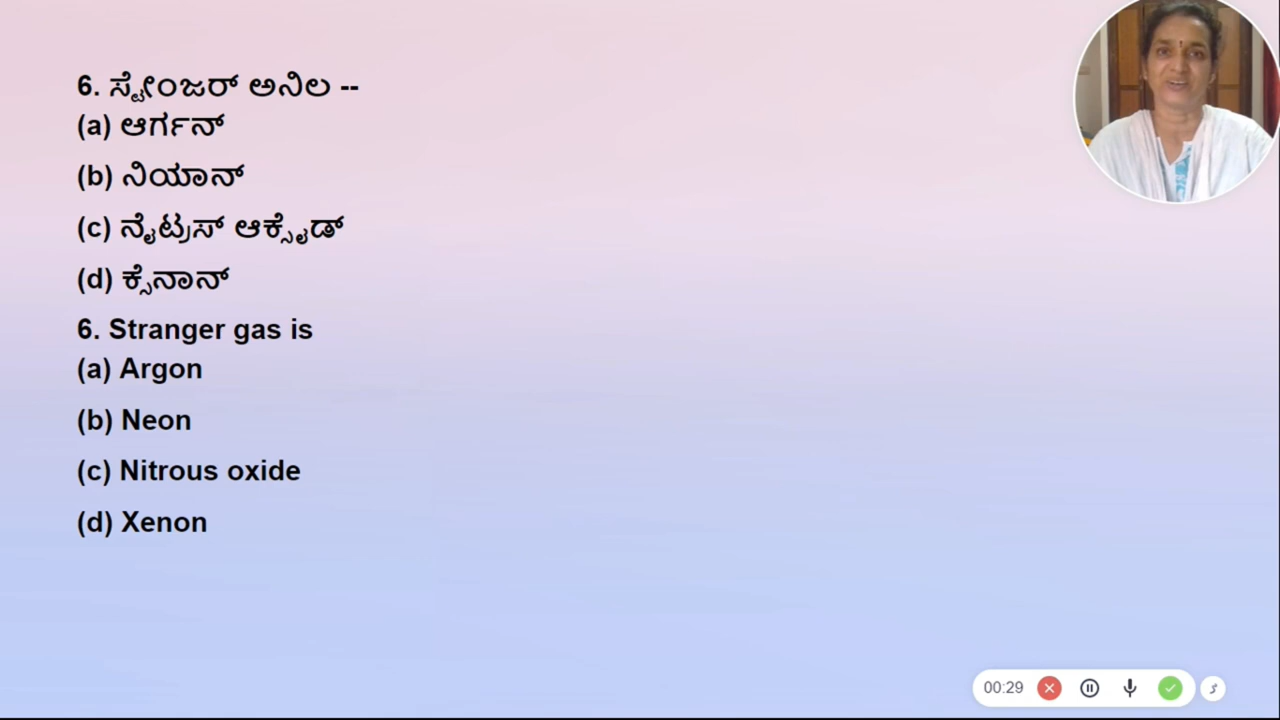 6. ಸ್ಟ್ರೇಂಜರ್ ಅನಿಲ --
(a) ಆರ್ಗನ್
(b) ನಿಯಾನ್
(c) ನೈಟ್ರಸ್ ಆಕ್ಸೈಡ್
(d) ಕ್ಸೆನಾನ್
6. Stranger gas is
(a) Argon
(b) Neon
(c) Nitrous oxide
(d) Xenon
00:29